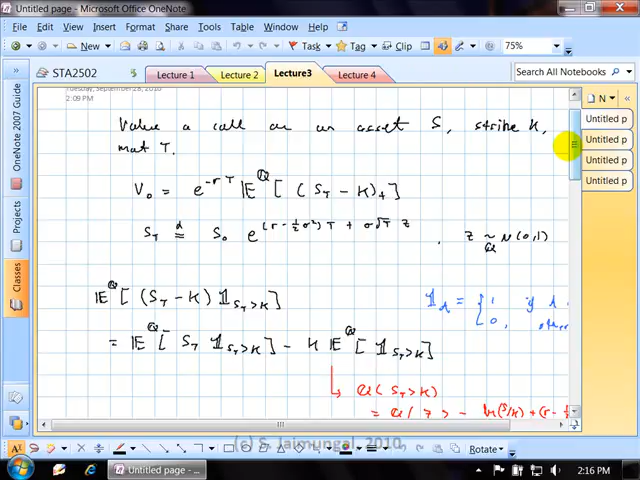 Untitled page - Microsoft Office OneNote
File Edit View Insert Format Share Tools Table Window Help
New Task Tag Clip 75%
STA2502 Lecture 1 Lecture 2 Lecture3 Lecture 4 Search All Notebooks
OneNote 2007 Guide
Projects
Classes
N
Untitled p
Untitled p
Untitled p
Untitled p
Tuesday, September 28, 2010
2:09 PM
Value a call on an asset S, strike K,
mat T.
V₀ = e^{-rT} 𝔼^ℚ [ (S_T - K)₊ ]
S_T =^d S₀ e^{(r - ½σ²)T + σ√T Z} , Z ~_ℚ N(0,1)
𝔼^ℚ [ (S_T - K) 𝟙_{S_T > K} ]
𝟙_A = { 1, if A
0,
= 𝔼^ℚ [ S_T 𝟙_{S_T > K} ] - K 𝔼^ℚ [ 𝟙_{S_T > K} ]
↳ ℚ( S_T > K )
= ℚ( Z > - ln(S/K) + (r - ½
(c) S. Jaimungal, 2010
Rotate
Untitled page -...
2:16 PM